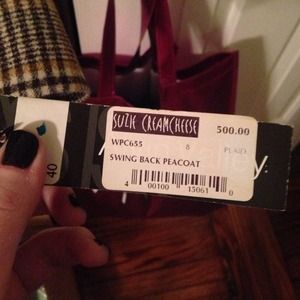 SUZIE CREAMCHEESE 500.00
WPC655 8 PLAID
SWING BACK PEACOAT
4 00100 15061 0
40